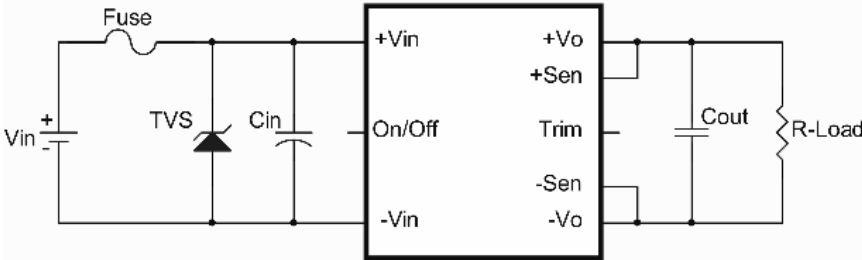 Fuse
+Vin
+Vo
+Sen
+
Vin
-
TVS
Cin
On/Off
Trim
Cout
R-Load
-Sen
-Vin
-Vo